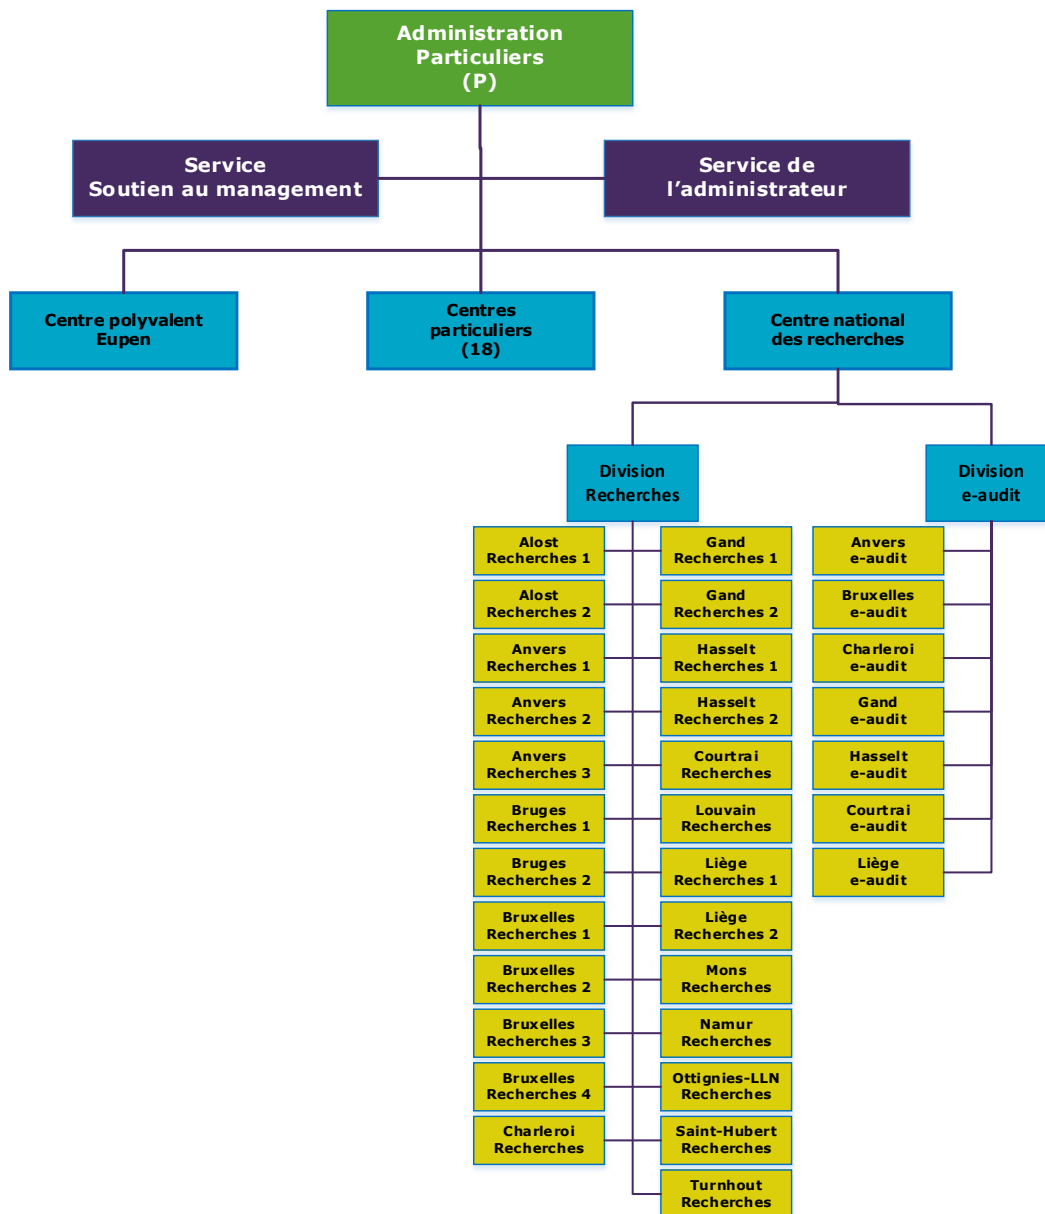 Administration
Particuliers
(P)
Service
Soutien au management
Service de
l’administrateur
Centre polyvalent
Eupen
Centres
particuliers
(18)
Centre national
des recherches
Division
Recherches
Division
e-audit
Alost
Recherches 1
Alost
Recherches 2
Anvers
Recherches 1
Anvers
Recherches 2
Anvers
Recherches 3
Bruges
Recherches 1
Bruges
Recherches 2
Bruxelles
Recherches 1
Bruxelles
Recherches 2
Bruxelles
Recherches 3
Bruxelles
Recherches 4
Charleroi
Recherches
Gand
Recherches 1
Gand
Recherches 2
Hasselt
Recherches 1
Hasselt
Recherches 2
Courtrai
Recherches
Louvain
Recherches
Liège
Recherches 1
Liège
Recherches 2
Mons
Recherches
Namur
Recherches
Ottignies-LLN
Recherches
Saint-Hubert
Recherches
Turnhout
Recherches
Anvers
e-audit
Bruxelles
e-audit
Charleroi
e-audit
Gand
e-audit
Hasselt
e-audit
Courtrai
e-audit
Liège
e-audit